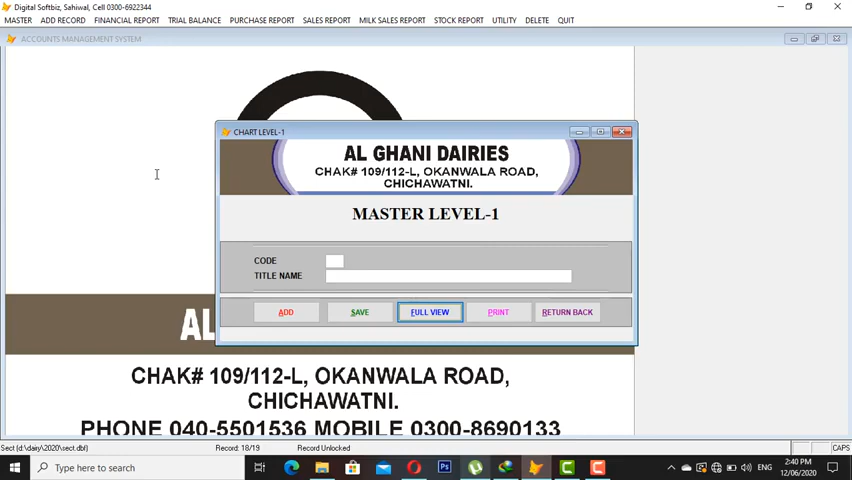 Digital Softbiz, Sahiwal, Cell 0300-6922344
MASTER ADD RECORD FINANCIAL REPORT TRIAL BALANCE PURCHASE REPORT SALES REPORT MILK SALES REPORT STOCK REPORT UTILITY DELETE QUIT
ACCOUNTS MANAGEMENT SYSTEM
CHART LEVEL-1
AL GHANI DAIRIES
CHAK# 109/112-L, OKANWALA ROAD,
CHICHAWATNI.
MASTER LEVEL-1
CODE
TITLE NAME
ADD SAVE FULL VIEW PRINT RETURN BACK
AL
CHAK# 109/112-L, OKANWALA ROAD,
CHICHAWATNI.
PHONE 040-5501536 MOBILE 0300-8690133
Sect (d:\dairy\2020\sect.dbf) Record: 18/19 Record Unlocked CAPS
Type here to search
Ps
ENG
2:40 PM
12/06/2020